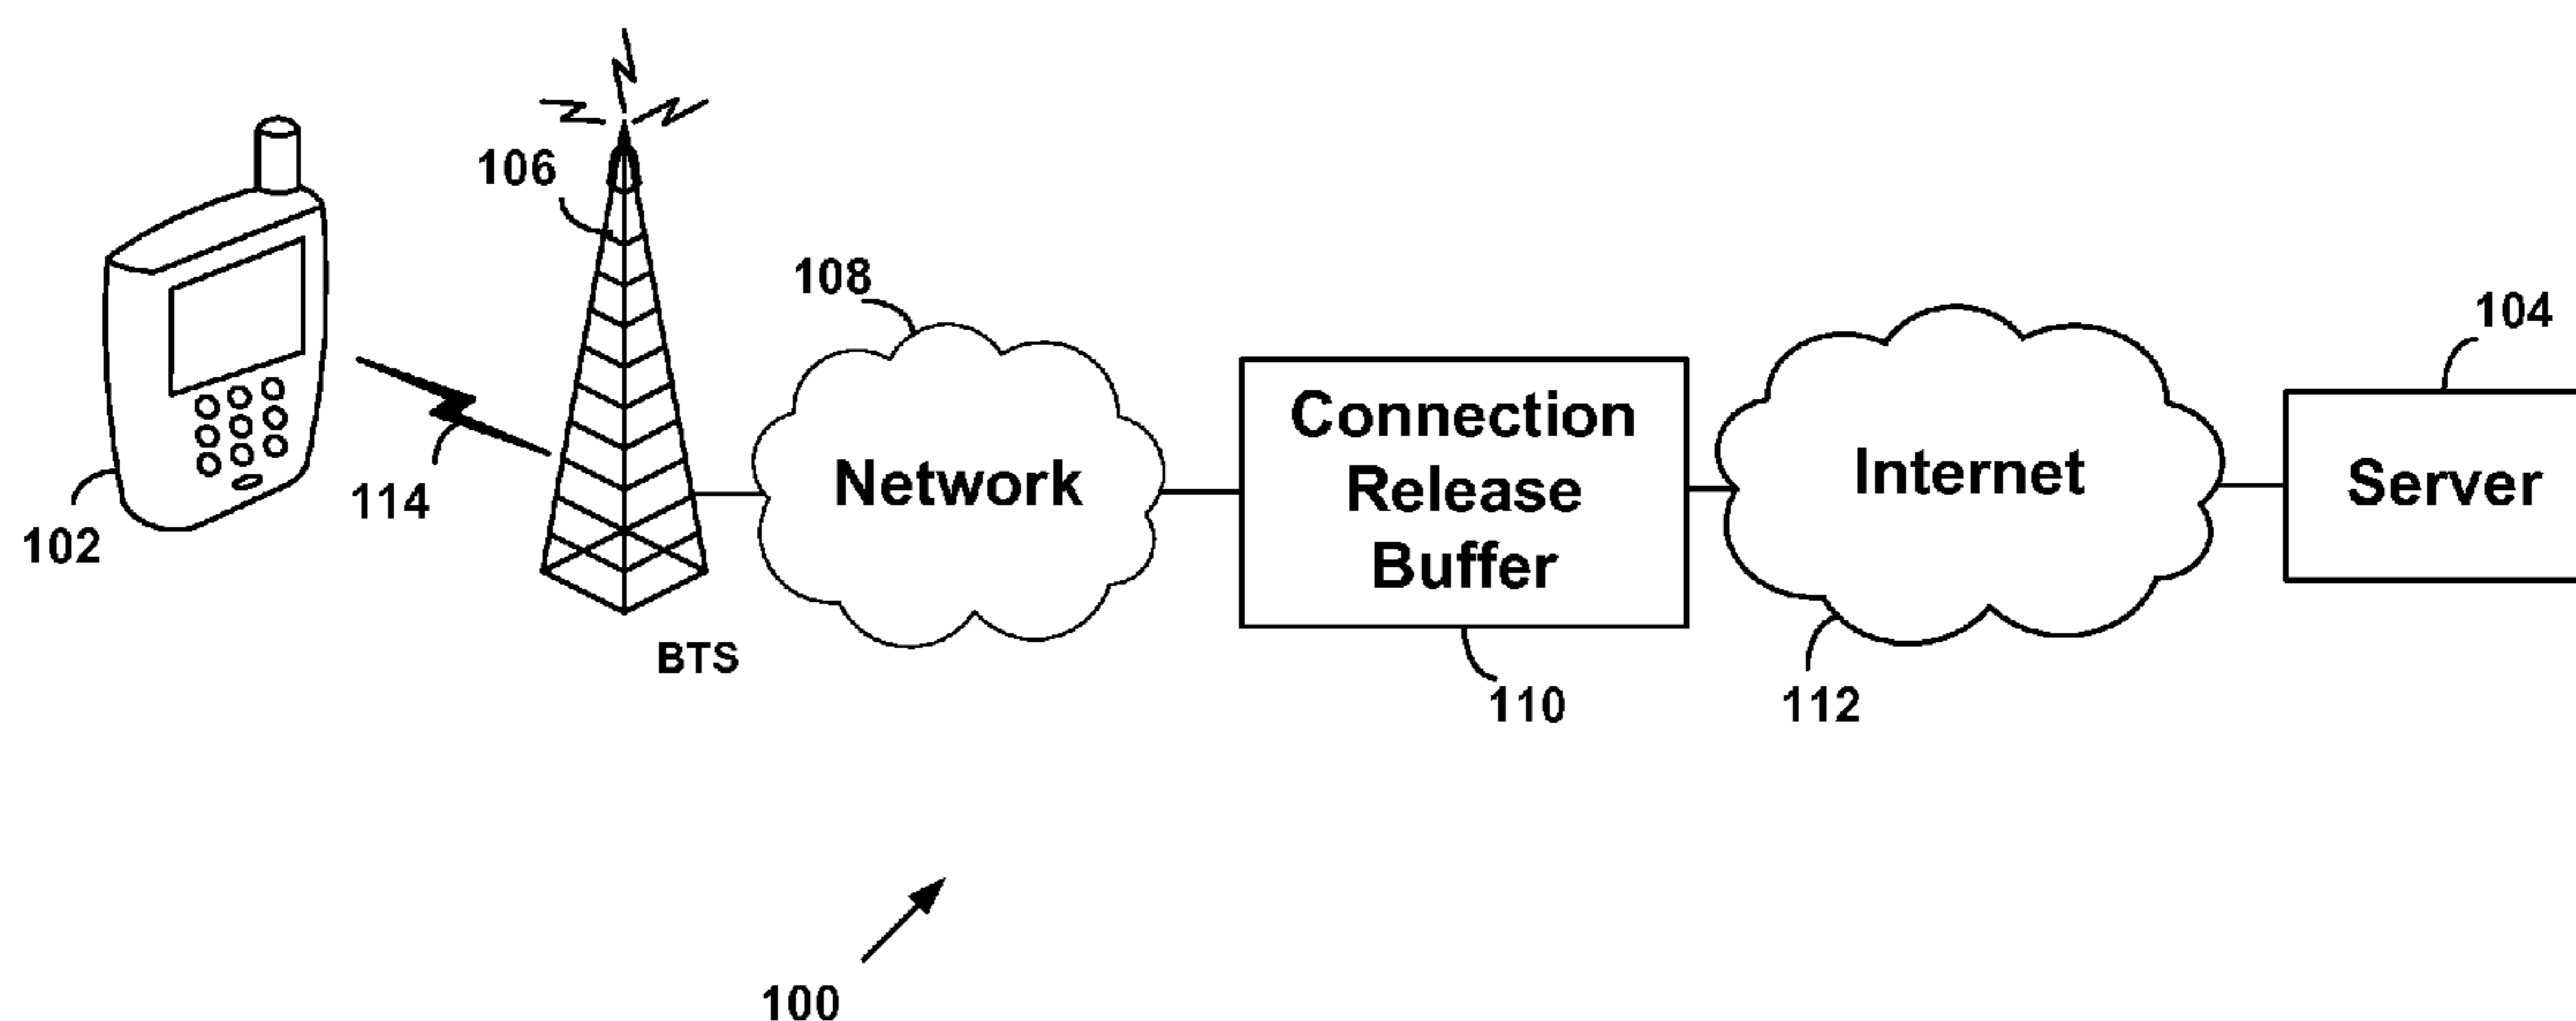 106
108
104
Connection
Release
Buffer
Network
Internet
Server
114
102
BTS
110
112
100